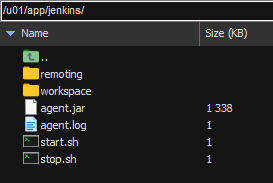 /u01/app/jenkins/
Name Size (KB)
..
remoting
workspace
agent.jar 1 338
agent.log 1
start.sh 1
stop.sh 1